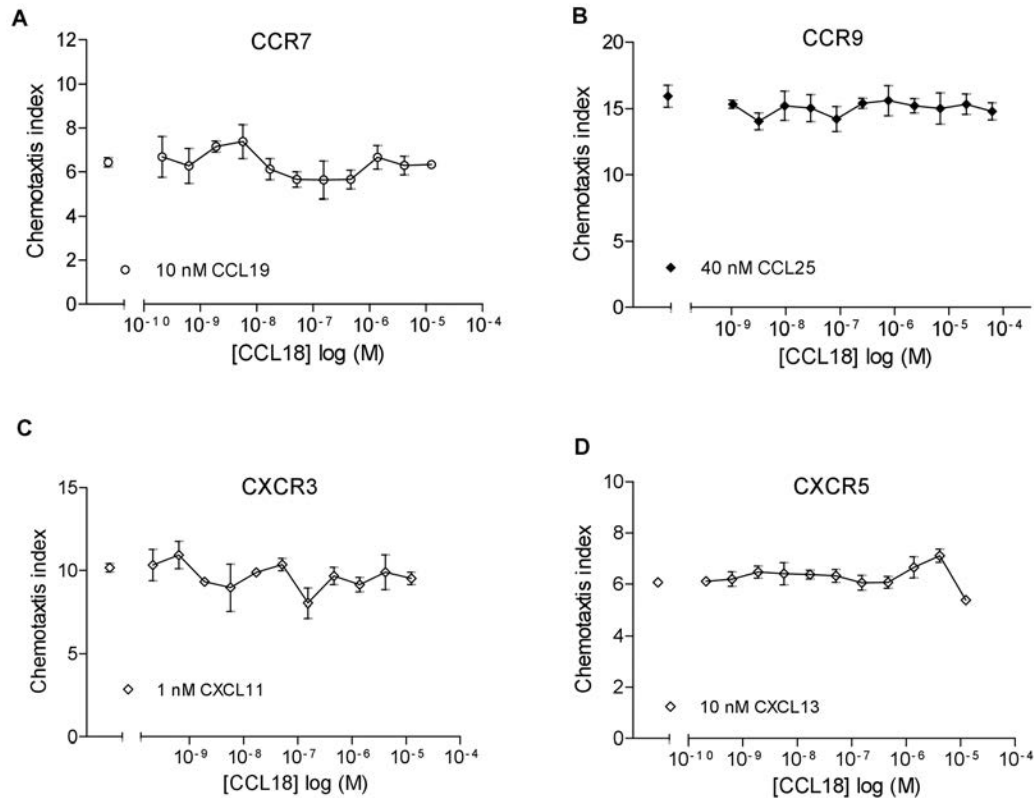 A
CCR7
Chemotaxtis index
12
10
8
6
4
2
0
10 nM CCL19
10⁻¹⁰ 10⁻⁹ 10⁻⁸ 10⁻⁷ 10⁻⁶ 10⁻⁵ 10⁻⁴
[CCL18] log (M)
B
CCR9
Chemotaxtis index
20
15
10
5
0
40 nM CCL25
10⁻⁹ 10⁻⁸ 10⁻⁷ 10⁻⁶ 10⁻⁵ 10⁻⁴
[CCL18] log (M)
C
CXCR3
Chemotaxtis index
15
10
5
0
1 nM CXCL11
10⁻⁹ 10⁻⁸ 10⁻⁷ 10⁻⁶ 10⁻⁵ 10⁻⁴
[CCL18] log (M)
D
CXCR5
Chemotaxtis index
10
8
6
4
2
0
10 nM CXCL13
10⁻¹⁰ 10⁻⁹ 10⁻⁸ 10⁻⁷ 10⁻⁶ 10⁻⁵ 10⁻⁴
[CCL18] log (M)